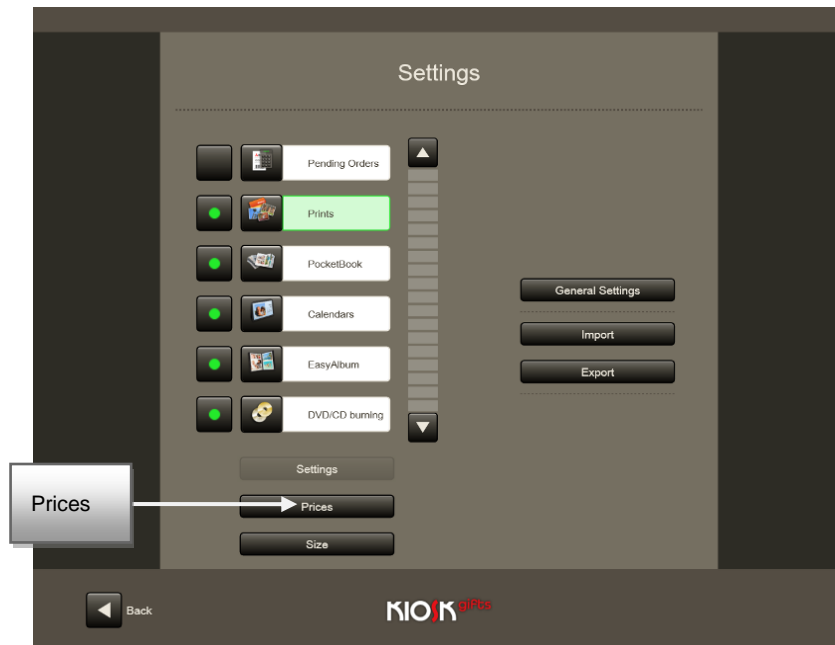 Settings
Pending Orders
Prints
PocketBook
Calendars
EasyAlbum
DVD/CD burning
General Settings
Import
Export
Settings
Prices
Prices
Size
Back
KIOSK gifts